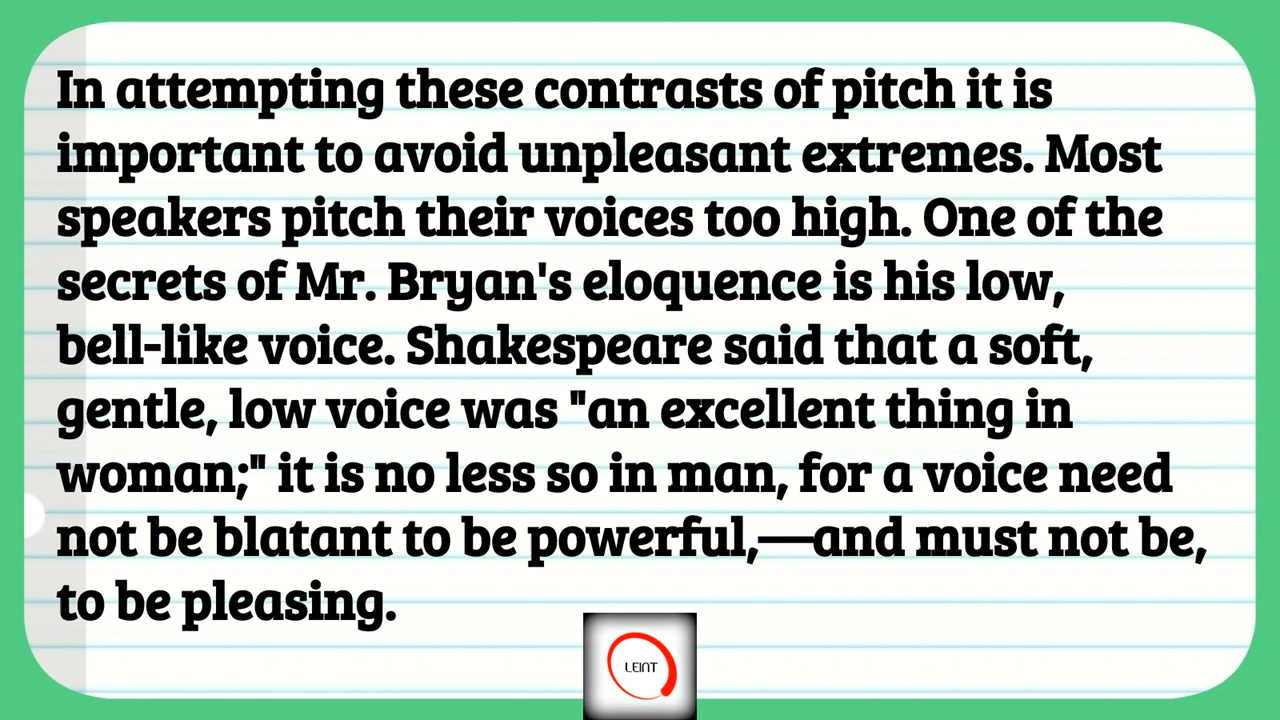 In attempting these contrasts of pitch it is
important to avoid unpleasant extremes. Most
speakers pitch their voices too high. One of the
secrets of Mr. Bryan's eloquence is his low,
bell-like voice. Shakespeare said that a soft,
gentle, low voice was "an excellent thing in
woman;" it is no less so in man, for a voice need
not be blatant to be powerful,—and must not be,
to be pleasing.
LEINT